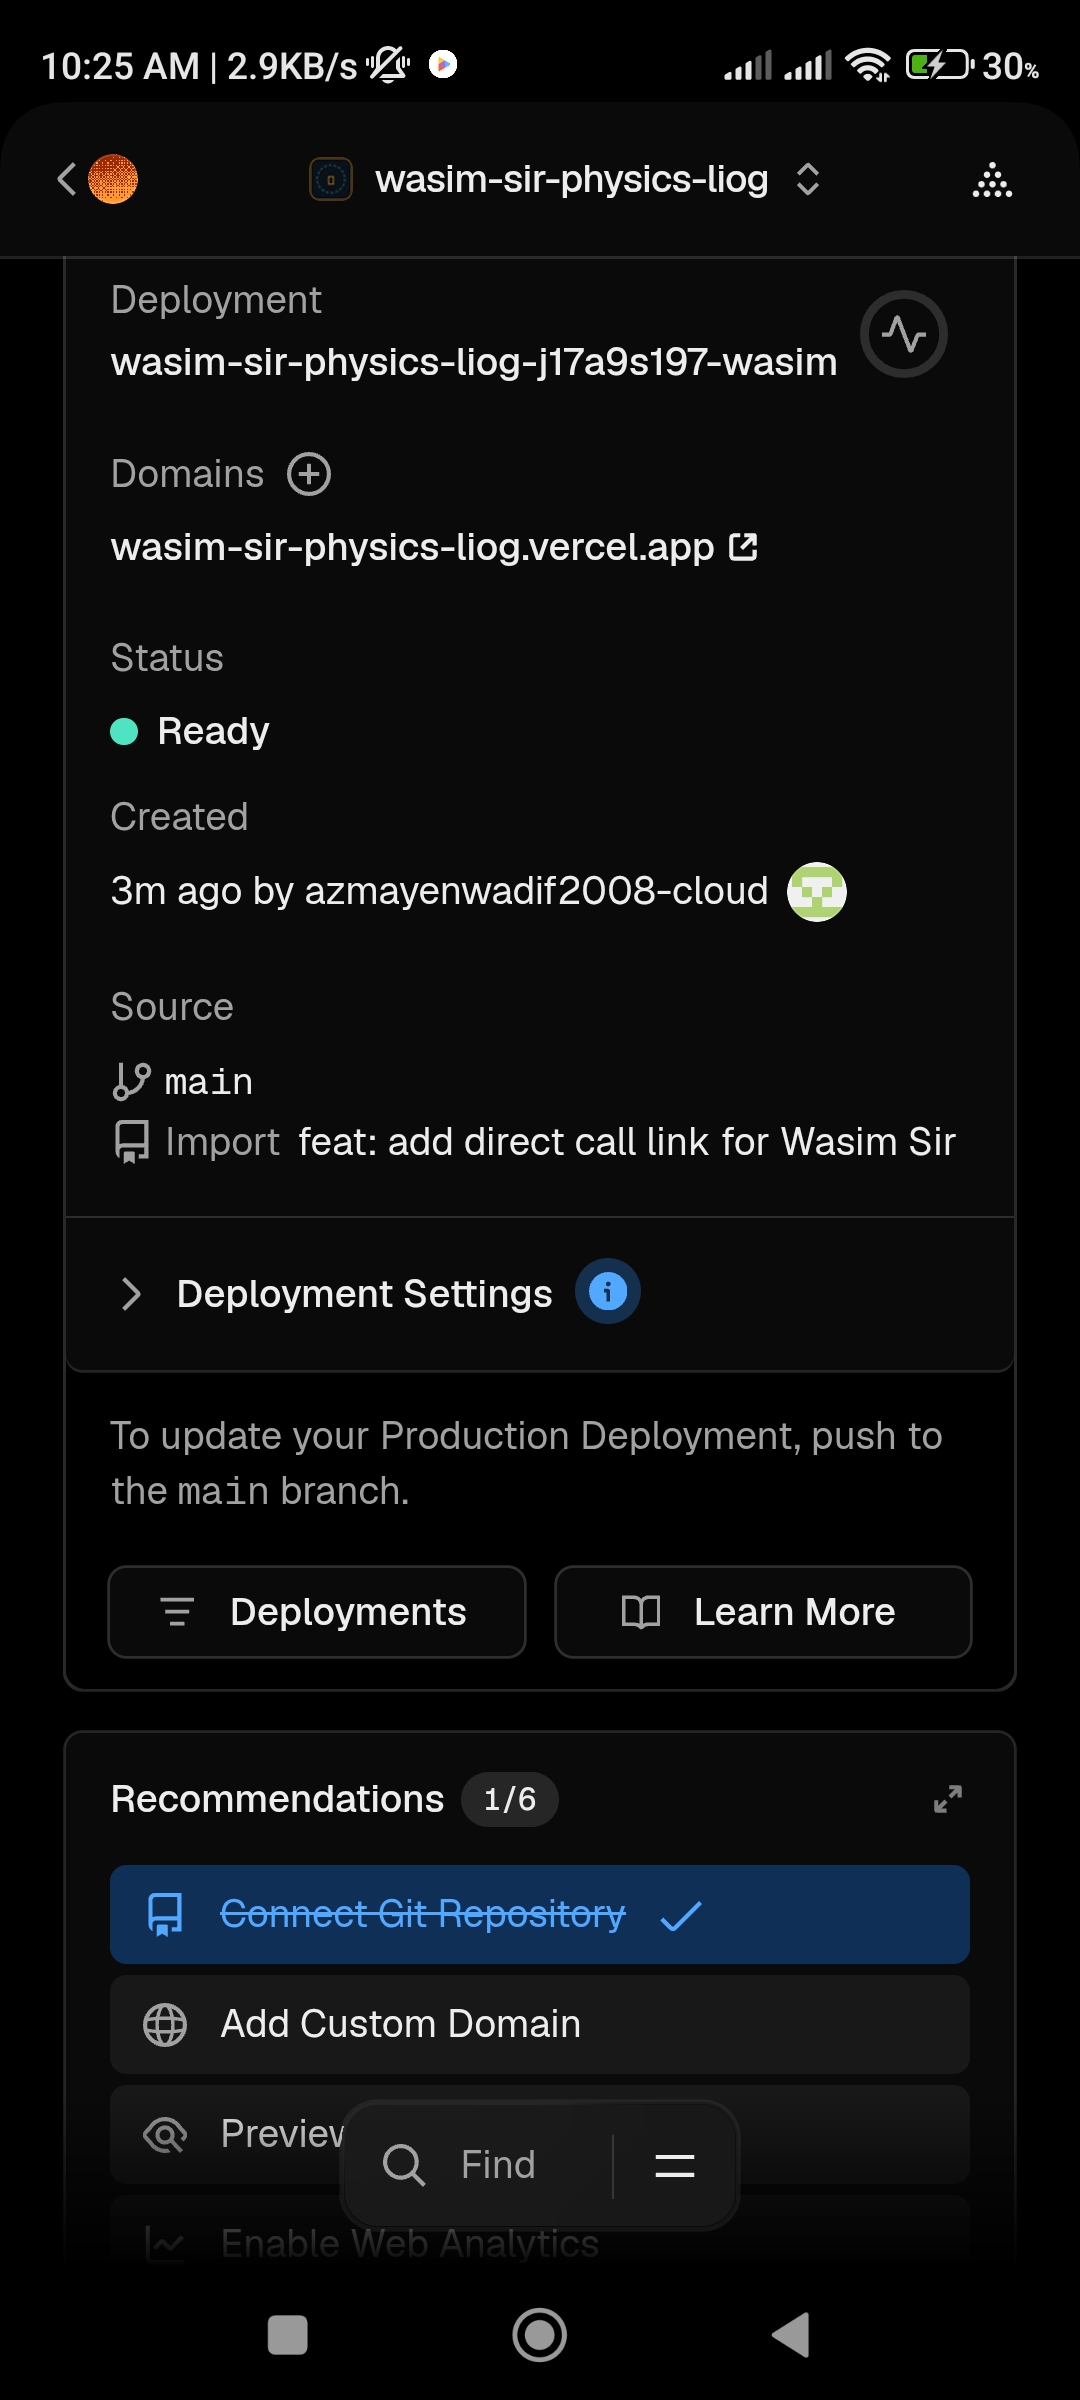 10:25 AM | 2.9KB/s
30%
wasim-sir-physics-liog
Deployment
wasim-sir-physics-liog-j17a9s197-wasim
Domains
wasim-sir-physics-liog.vercel.app
Status
Ready
Created
3m ago by azmayenwadif2008-cloud
Source
main
Import feat: add direct call link for Wasim Sir
Deployment Settings
To update your Production Deployment, push to
the main branch.
Deployments
Learn More
Recommendations 1/6
Connect Git Repository
Add Custom Domain
Preview
Find
Enable Web Analytics